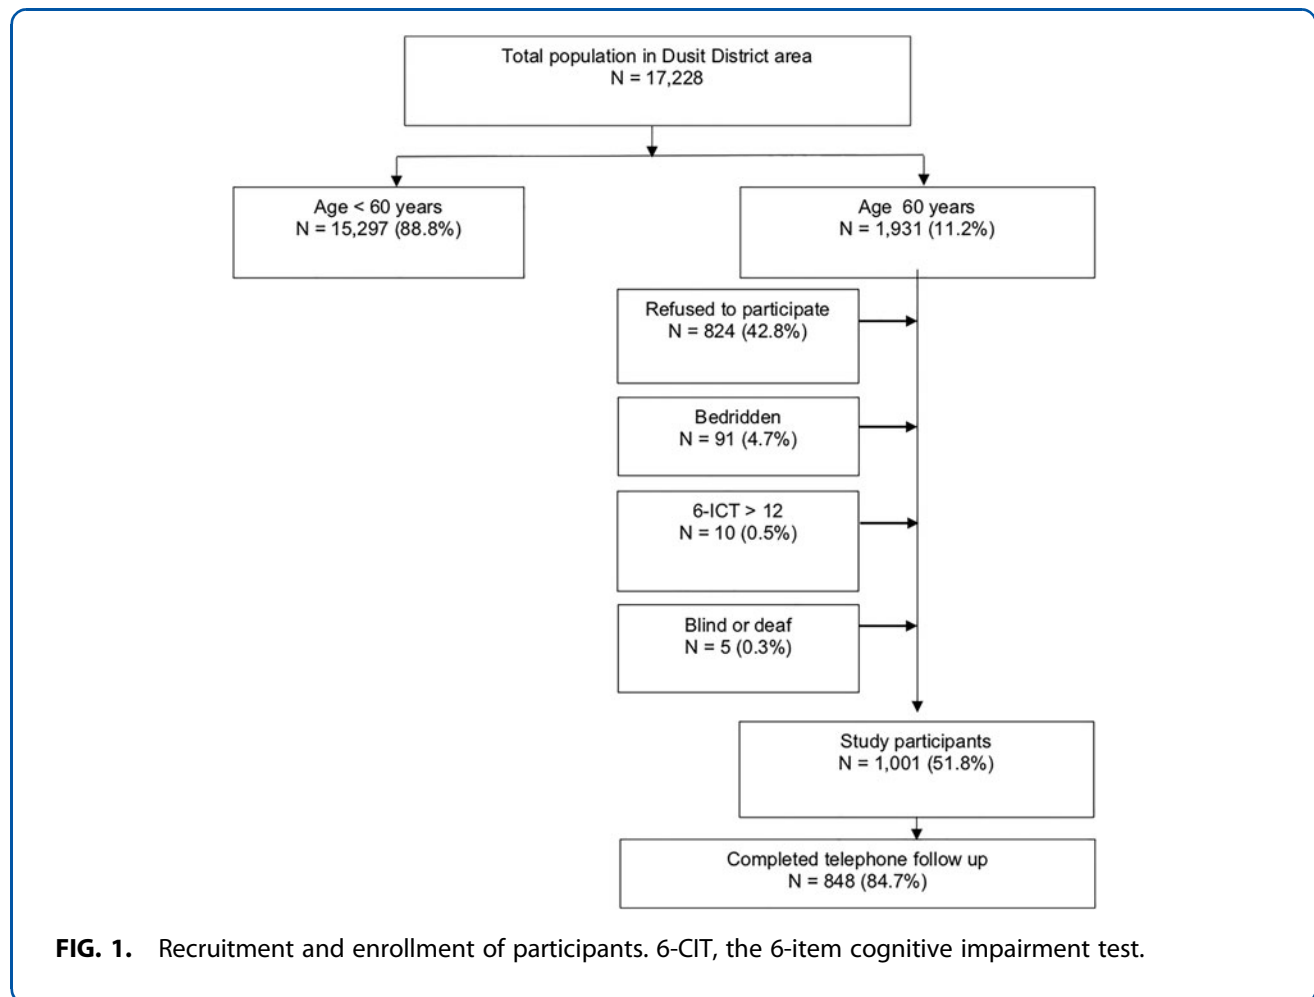 Total population in Dusit District area
N = 17,228
Age < 60 years
N = 15,297 (88.8%)
Age 60 years
N = 1,931 (11.2%)
Refused to participate
N = 824 (42.8%)
Bedridden
N = 91 (4.7%)
6-ICT > 12
N = 10 (0.5%)
Blind or deaf
N = 5 (0.3%)
Study participants
N = 1,001 (51.8%)
Completed telephone follow up
N = 848 (84.7%)
FIG. 1. Recruitment and enrollment of participants. 6-CIT, the 6-item cognitive impairment test.